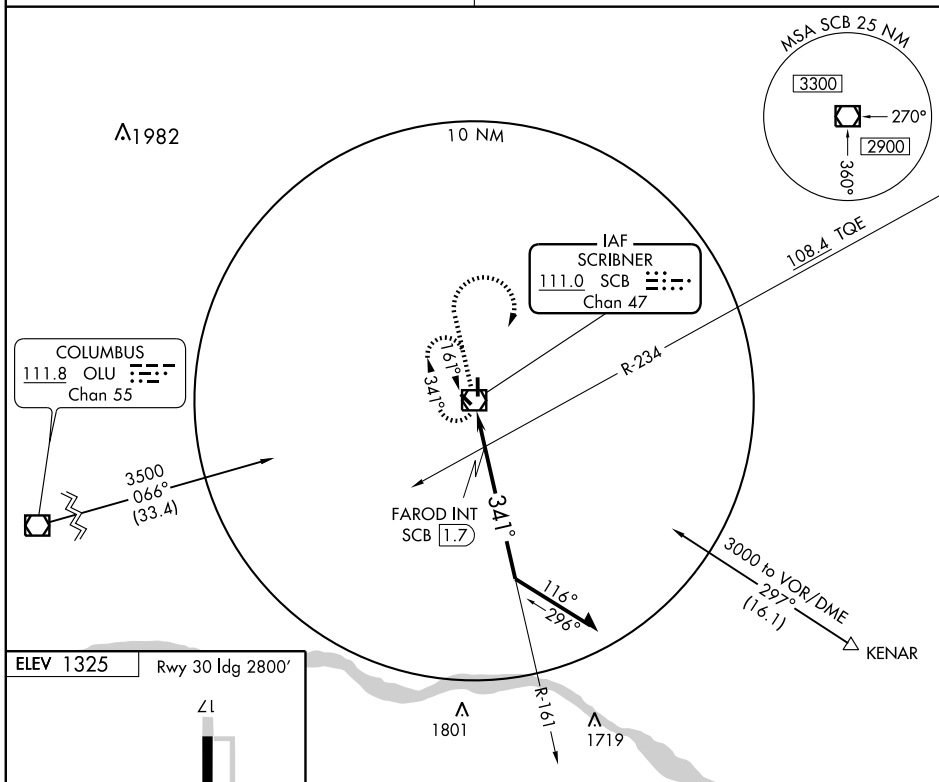 MSA SCB 25 NM
3300
270°
2900
360°
1982
10 NM
108.4 TQE
IAF
SCRIBNER
111.0 SCB
Chan 47
R-234
161°
341°
COLUMBUS
111.8 OLU
Chan 55
3500
066°
(33.4)
FAROD INT
SCB 1.7
341°
116°
296°
3000 to VOR/DME
297°
(16.1)
KENAR
R-161
1801
1719
ELEV 1325
Rwy 30 ldg 2800'
17